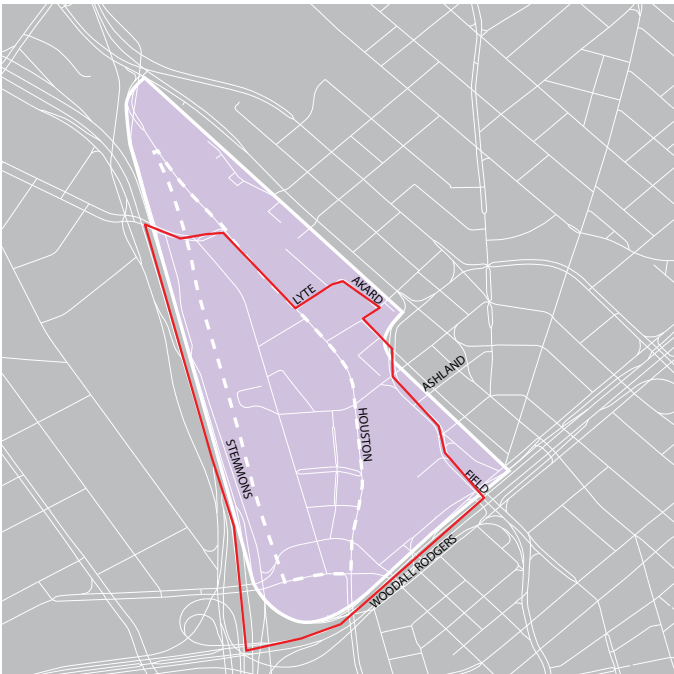 LYTE
AKARD
ASHLAND
HOUSTON
STEMMONS
FIELD
WOODALL RODGERS